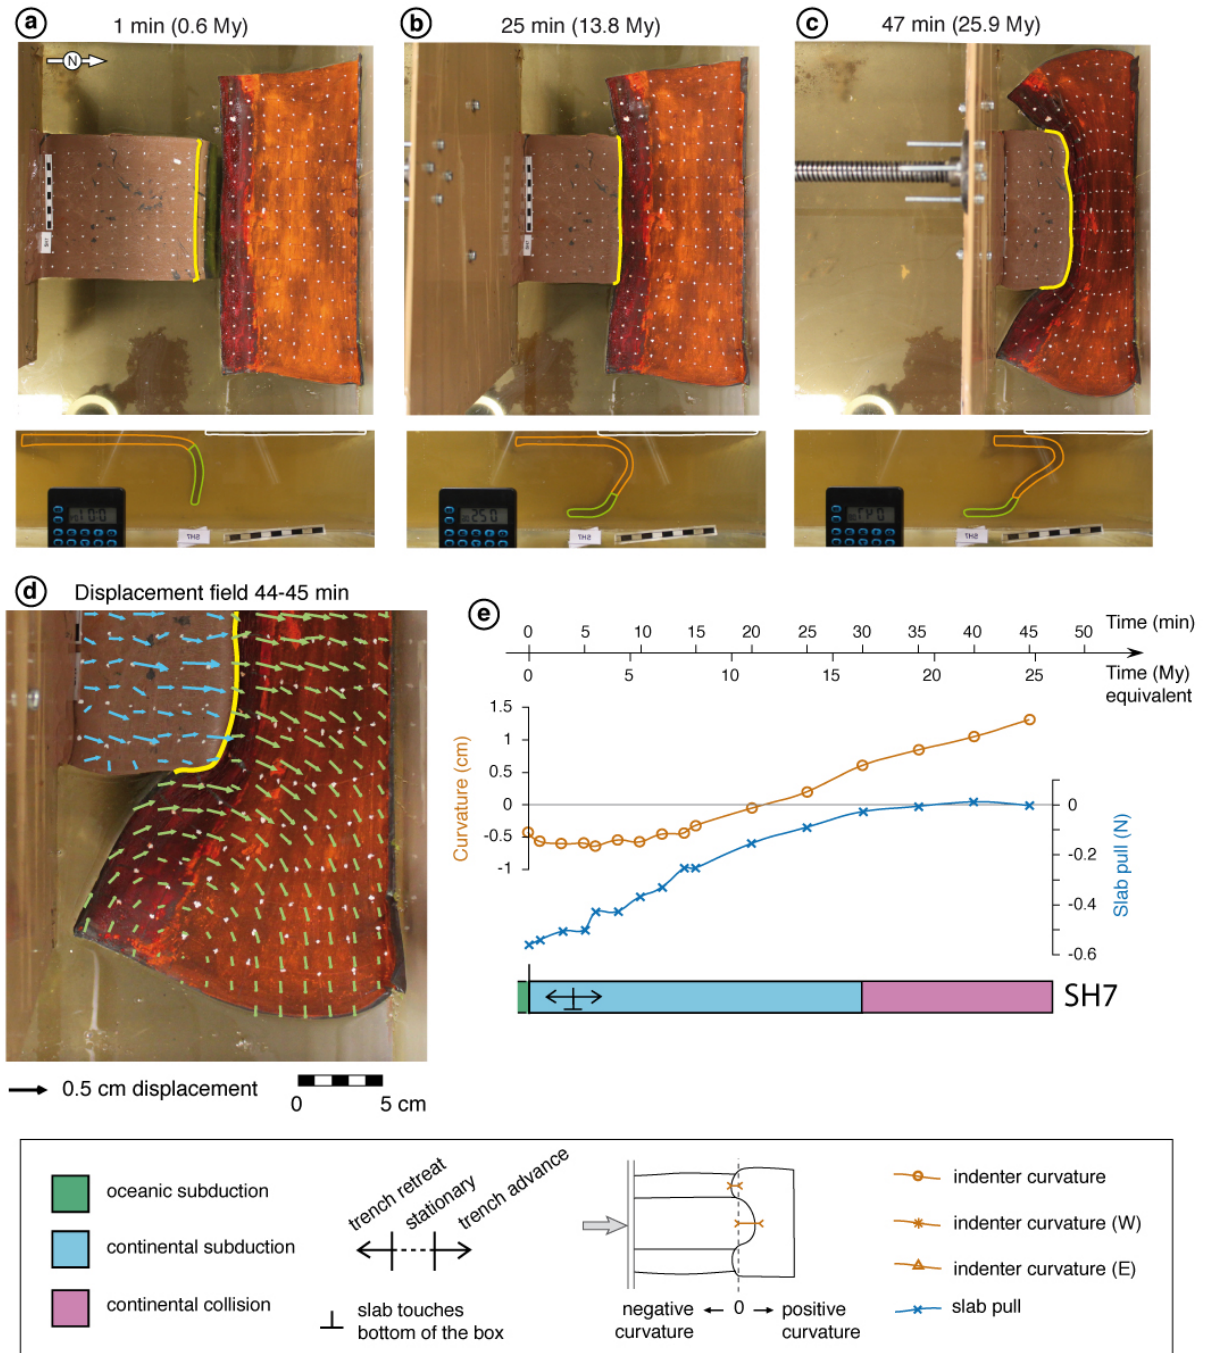 a 1 min (0.6 My)
b 25 min (13.8 My)
c 47 min (25.9 My)
N
SH7
d Displacement field 44-45 min
0.5 cm displacement
0 5 cm
e
0 5 10 15 20 25 30 35 40 45 50 Time (min)
0 5 10 15 20 25 Time (My)
equivalent
Curvature (cm)
1.5
1
0.5
0
-0.5
-1
Slab pull (N)
0
-0.2
-0.4
-0.6
SH7
oceanic subduction
continental subduction
continental collision
trench retreat
stationary
trench advance
slab touches
bottom of the box
negative
curvature
0
positive
curvature
indenter curvature
indenter curvature (W)
indenter curvature (E)
slab pull